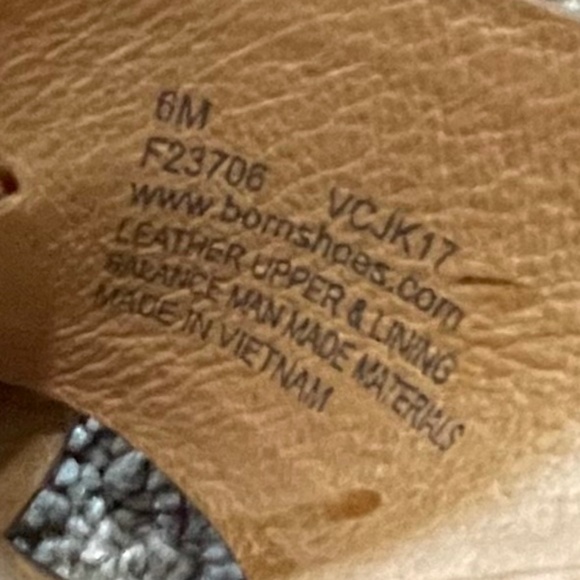 6M
F23706 VCJK17
www.bornshoes.com
LEATHER UPPER & LINING
BALANCE MAN MADE MATERIALS
MADE IN VIETNAM